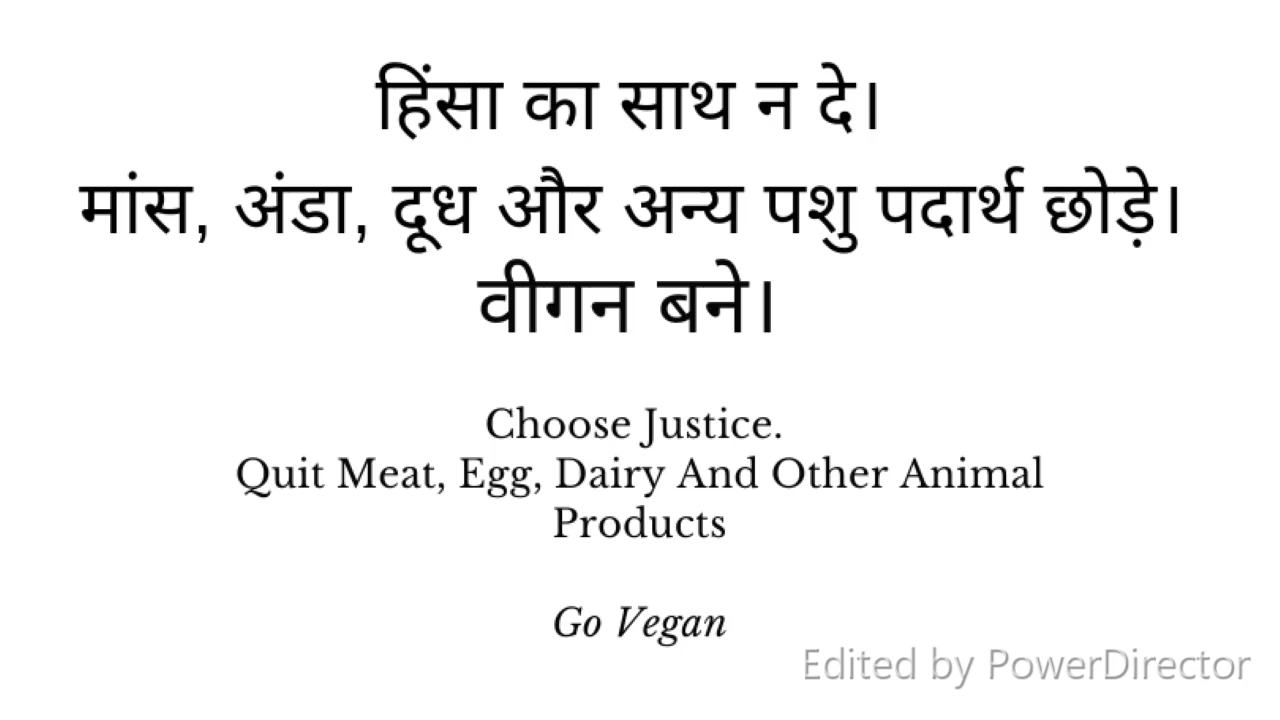 हिंसा का साथ न दे।
मांस, अंडा, दूध और अन्य पशु पदार्थ छोड़े।
वीगन बने।
Choose Justice.
Quit Meat, Egg, Dairy And Other Animal
Products
Go Vegan
Edited by PowerDirector